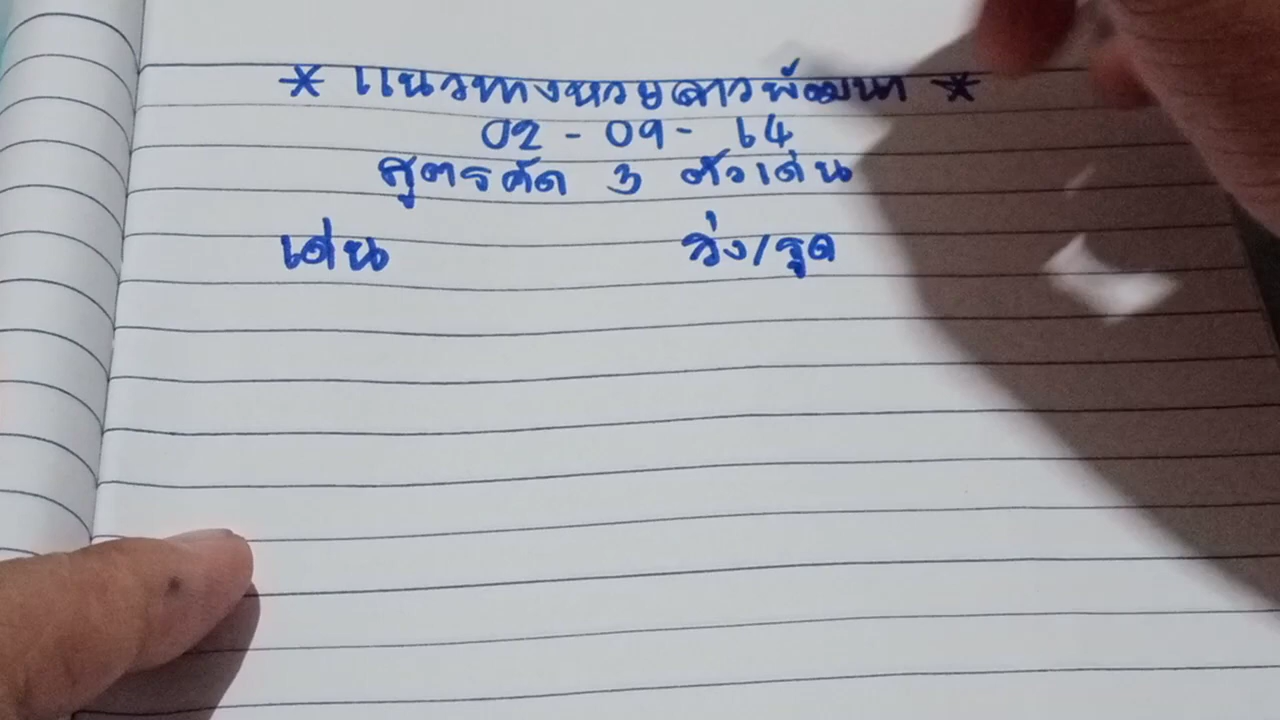 * แนวทางหวยลาวพัฒนา *
02 - 09 - 64
สูตรคัด 3 ตัวเด่น
เด่น วิ่ง/รูด